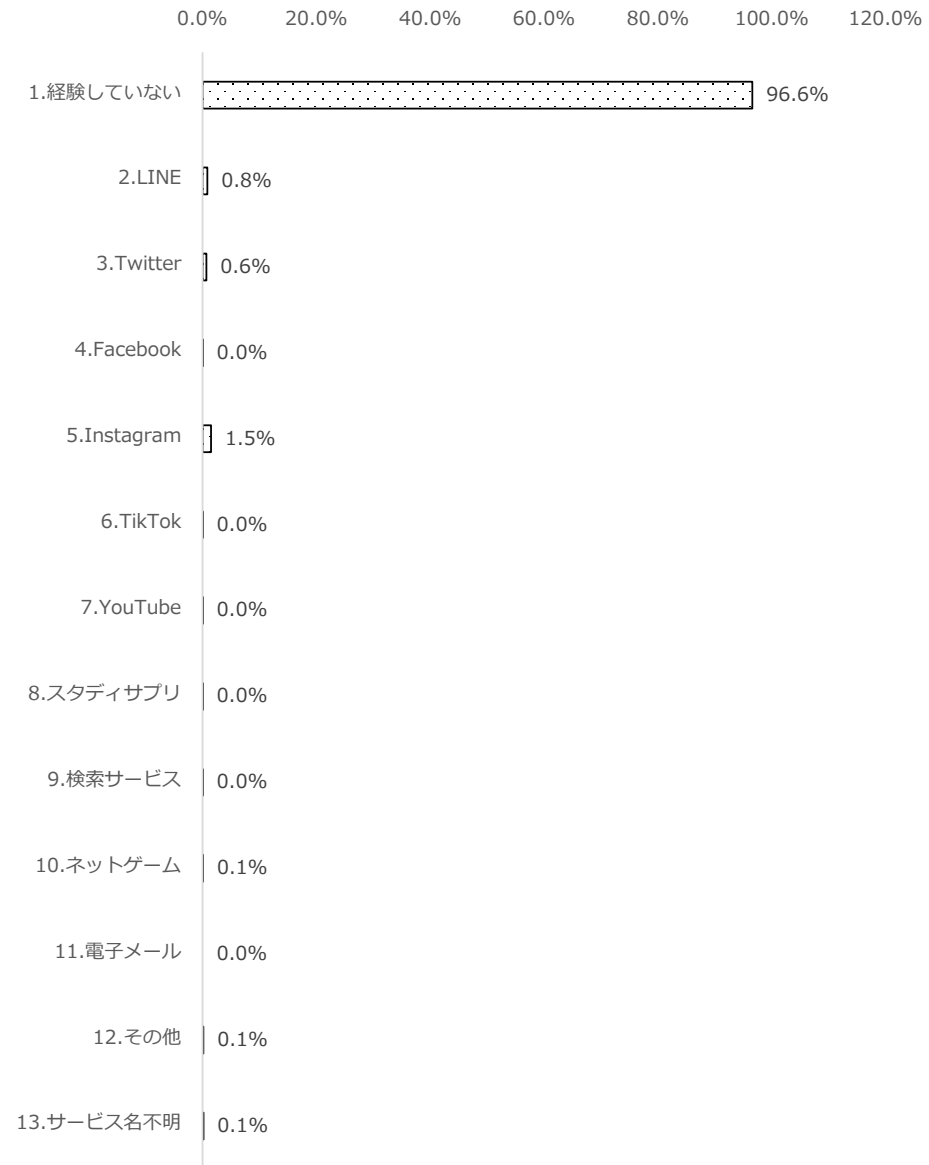 0.0% 20.0% 40.0% 60.0% 80.0% 100.0% 120.0%
1.経験していない 96.6%
2.LINE 0.8%
3.Twitter 0.6%
4.Facebook 0.0%
5.Instagram 1.5%
6.TikTok 0.0%
7.YouTube 0.0%
8.スタディサプリ 0.0%
9.検索サービス 0.0%
10.ネットゲーム 0.1%
11.電子メール 0.0%
12.その他 0.1%
13.サービス名不明 0.1%